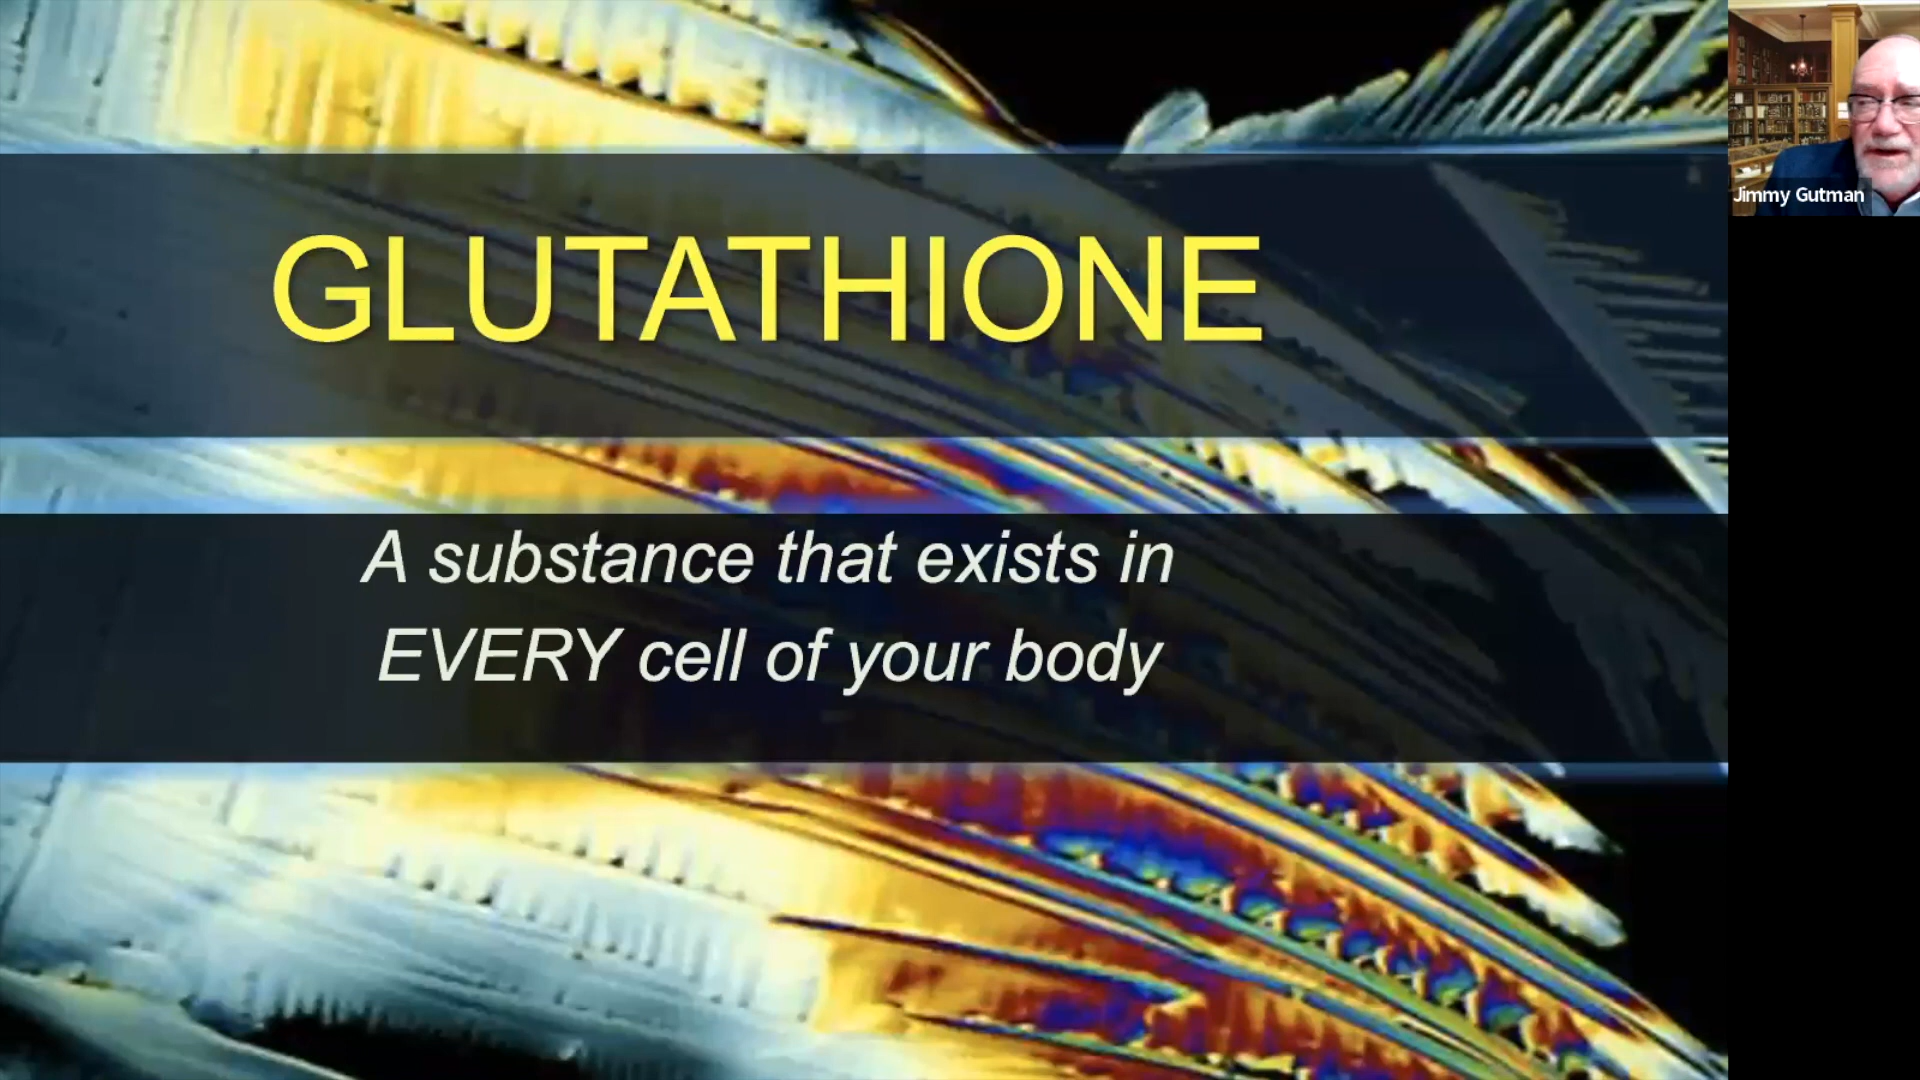 GLUTATHIONE
A substance that exists in
EVERY cell of your body
Jimmy Gutman